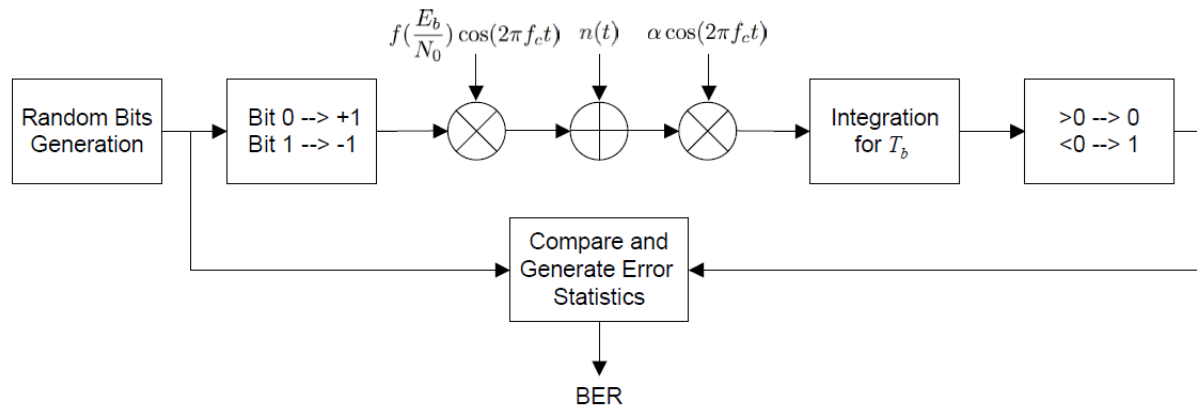 f(E_b/N_0) cos(2πf_c t) n(t) α cos(2πf_c t)
Random Bits
Generation
Bit 0 --> +1
Bit 1 --> -1
Integration
for T_b
>0 --> 0
<0 --> 1
Compare and
Generate Error
Statistics
BER